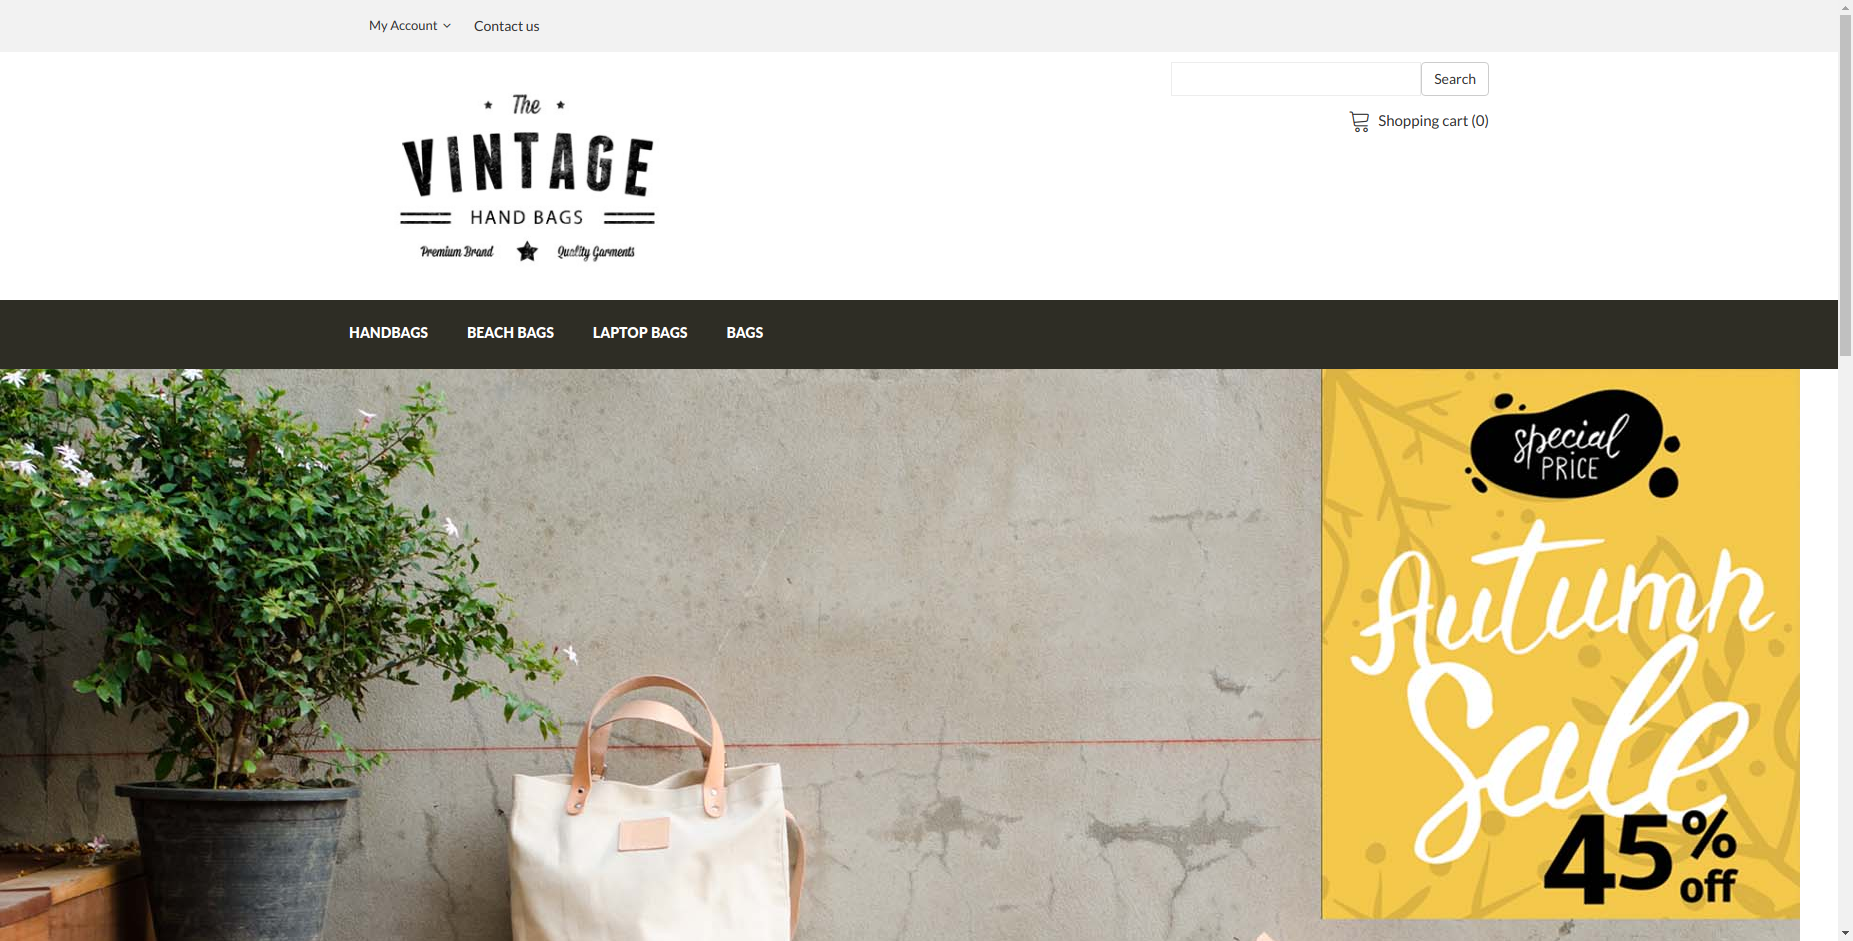 My Account
Contact us
Search
Shopping cart (0)
The
VINTAGE
HAND BAGS
Premium Brand Quality Garments
HANDBAGS BEACH BAGS LAPTOP BAGS BAGS
special
PRICE
Autumn
Sale
45%
off